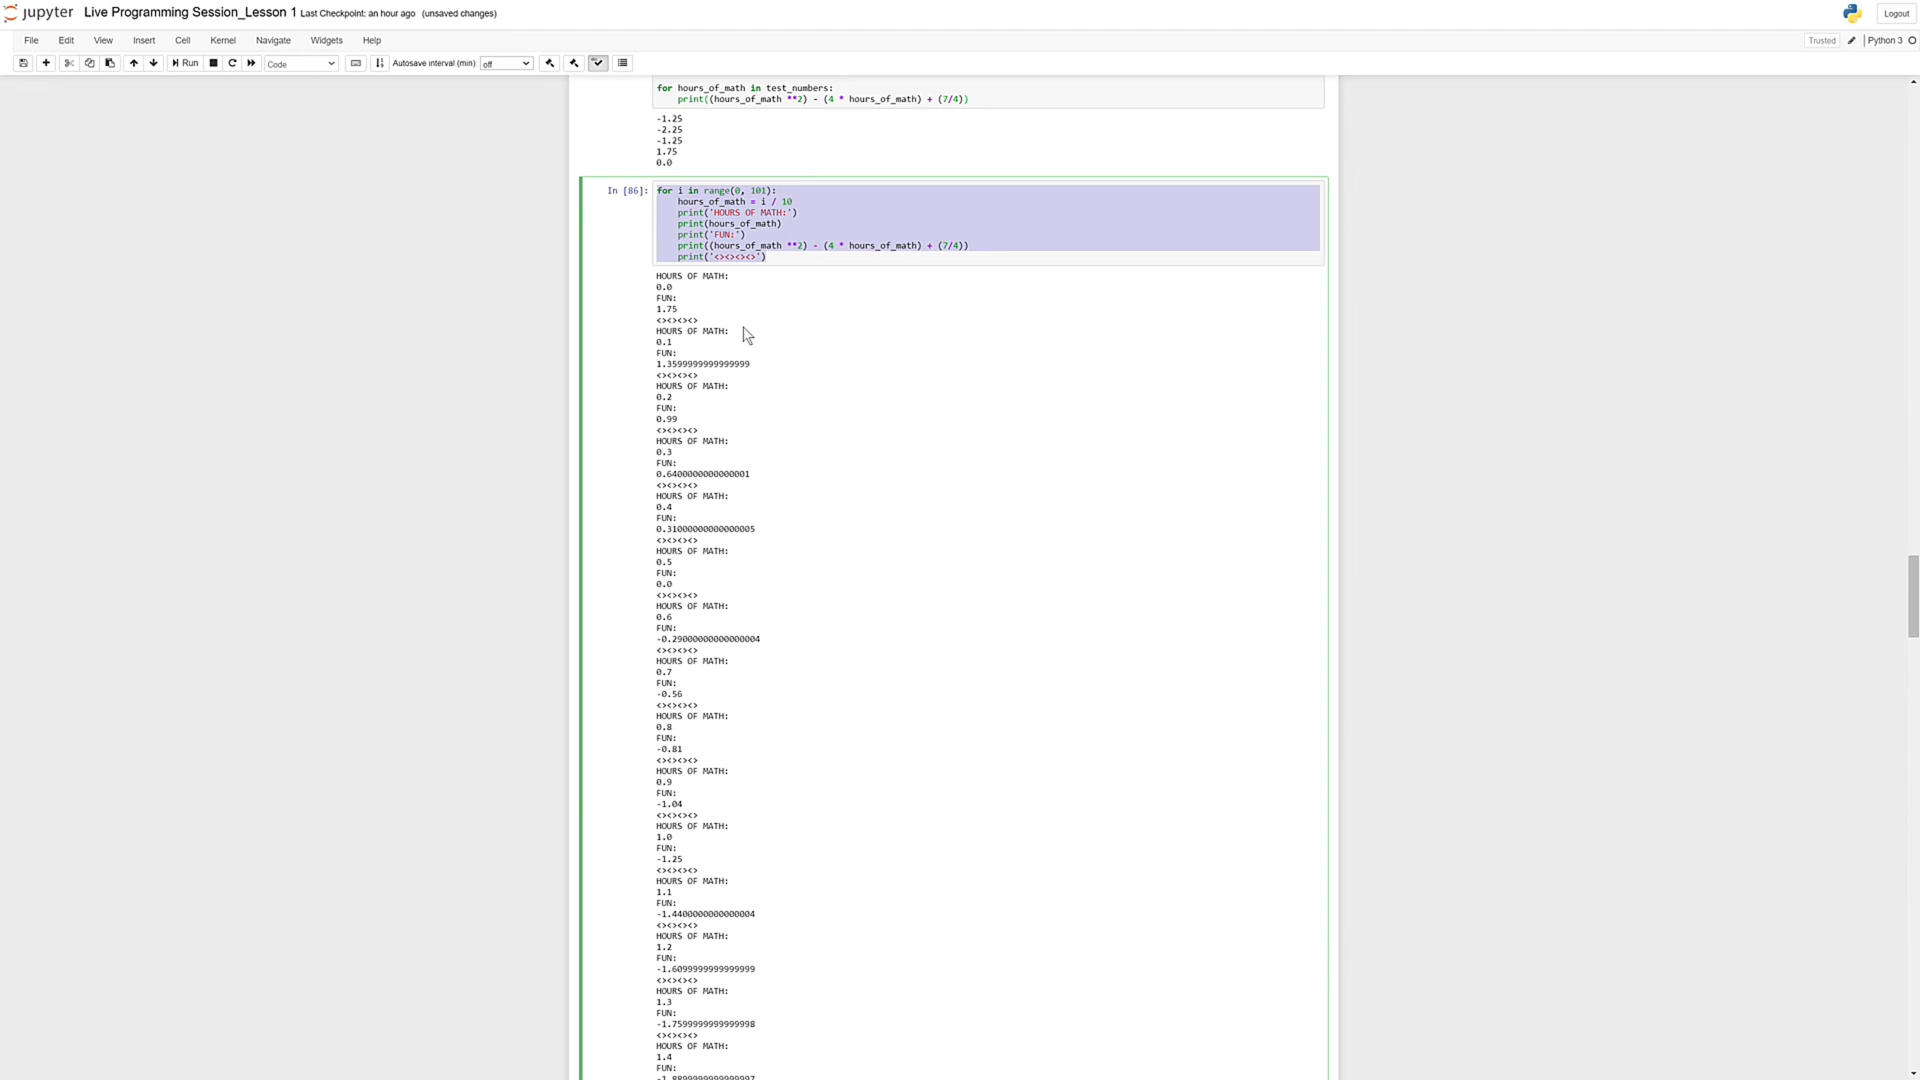 jupyter Live Programming Session_Lesson 1 Last Checkpoint: an hour ago (unsaved changes) Logout
File Edit View Insert Cell Kernel Navigate Widgets Help Trusted Python 3
Run Code Autosave interval (min): off
for hours_of_math in test_numbers:
    print((hours_of_math **2) - (4 * hours_of_math) + (7/4))
-1.25
-2.25
-1.25
1.75
0.0
In [86]: for i in range(0, 101):
    hours_of_math = i / 10
    print('HOURS OF MATH:')
    print(hours_of_math)
    print('FUN:')
    print((hours_of_math **2) - (4 * hours_of_math) + (7/4))
    print('<><><><>')
HOURS OF MATH:
0.0
FUN:
1.75
<><><><>
HOURS OF MATH:
0.1
FUN:
1.3599999999999999
<><><><>
HOURS OF MATH:
0.2
FUN:
0.99
<><><><>
HOURS OF MATH:
0.3
FUN:
0.6400000000000001
<><><><>
HOURS OF MATH:
0.4
FUN:
0.31000000000000005
<><><><>
HOURS OF MATH:
0.5
FUN:
0.0
<><><><>
HOURS OF MATH:
0.6
FUN:
-0.29000000000000004
<><><><>
HOURS OF MATH:
0.7
FUN:
-0.56
<><><><>
HOURS OF MATH:
0.8
FUN:
-0.81
<><><><>
HOURS OF MATH:
0.9
FUN:
-1.04
<><><><>
HOURS OF MATH:
1.0
FUN:
-1.25
<><><><>
HOURS OF MATH:
1.1
FUN:
-1.4400000000000004
<><><><>
HOURS OF MATH:
1.2
FUN:
-1.6099999999999999
<><><><>
HOURS OF MATH:
1.3
FUN:
-1.7599999999999998
<><><><>
HOURS OF MATH:
1.4
FUN: